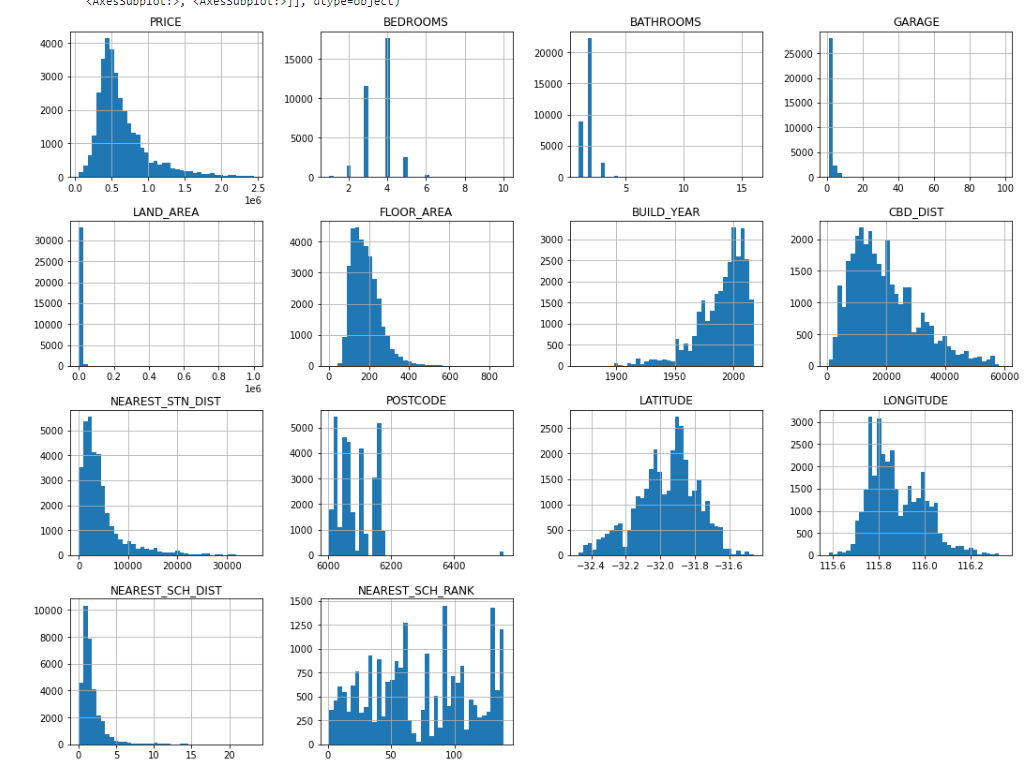 <AxesSubplot:>, <AxesSubplot:>]], dtype=object)
PRICE BEDROOMS BATHROOMS GARAGE
4000 3000 2000 1000 0
0.0 0.5 1.0 1.5 2.0 2.5
1e6
15000 10000 5000 0
2 4 6 8 10
20000 15000 10000 5000 0
5 10 15
25000 20000 15000 10000 5000 0
0 20 40 60 80 100
LAND_AREA FLOOR_AREA BUILD_YEAR CBD_DIST
30000 25000 20000 15000 10000 5000 0
0.0 0.2 0.4 0.6 0.8 1.0
1e6
4000 3000 2000 1000 0
0 200 400 600 800
3000 2500 2000 1500 1000 500 0
1900 1950 2000
2000 1500 1000 500 0
0 20000 40000 60000
NEAREST_STN_DIST POSTCODE LATITUDE LONGITUDE
5000 4000 3000 2000 1000 0
0 10000 20000 30000
5000 4000 3000 2000 1000 0
6000 6200 6400
2500 2000 1500 1000 500 0
−32.4 −32.2 −32.0 −31.8 −31.6
3000 2500 2000 1500 1000 500 0
115.6 115.8 116.0 116.2
NEAREST_SCH_DIST NEAREST_SCH_RANK
10000 8000 6000 4000 2000 0
0 5 10 15 20
1500 1250 1000 750 500 250 0
0 50 100